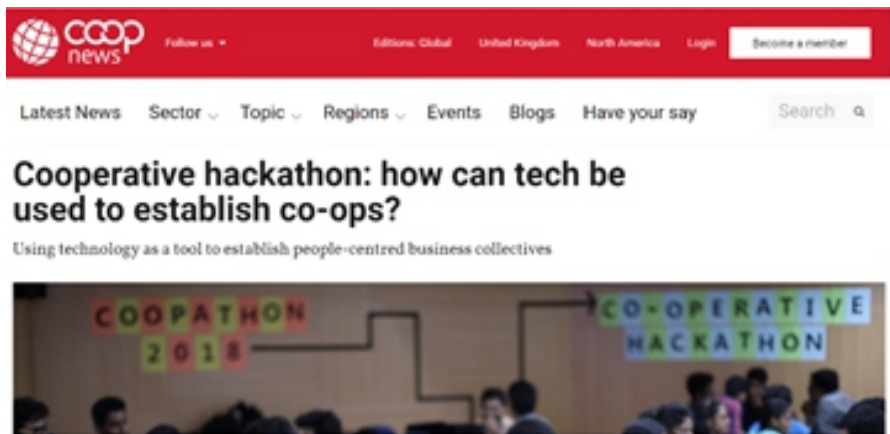 coop
news
Follow us
Editions: Global United Kingdom North America Login Become a member
Latest News Sector Topic Regions Events Blogs Have your say Search
Cooperative hackathon: how can tech be
used to establish co-ops?
Using technology as a tool to establish people-centred business collectives
COOPATHON
2018
CO-OPERATIVE
HACKATHON